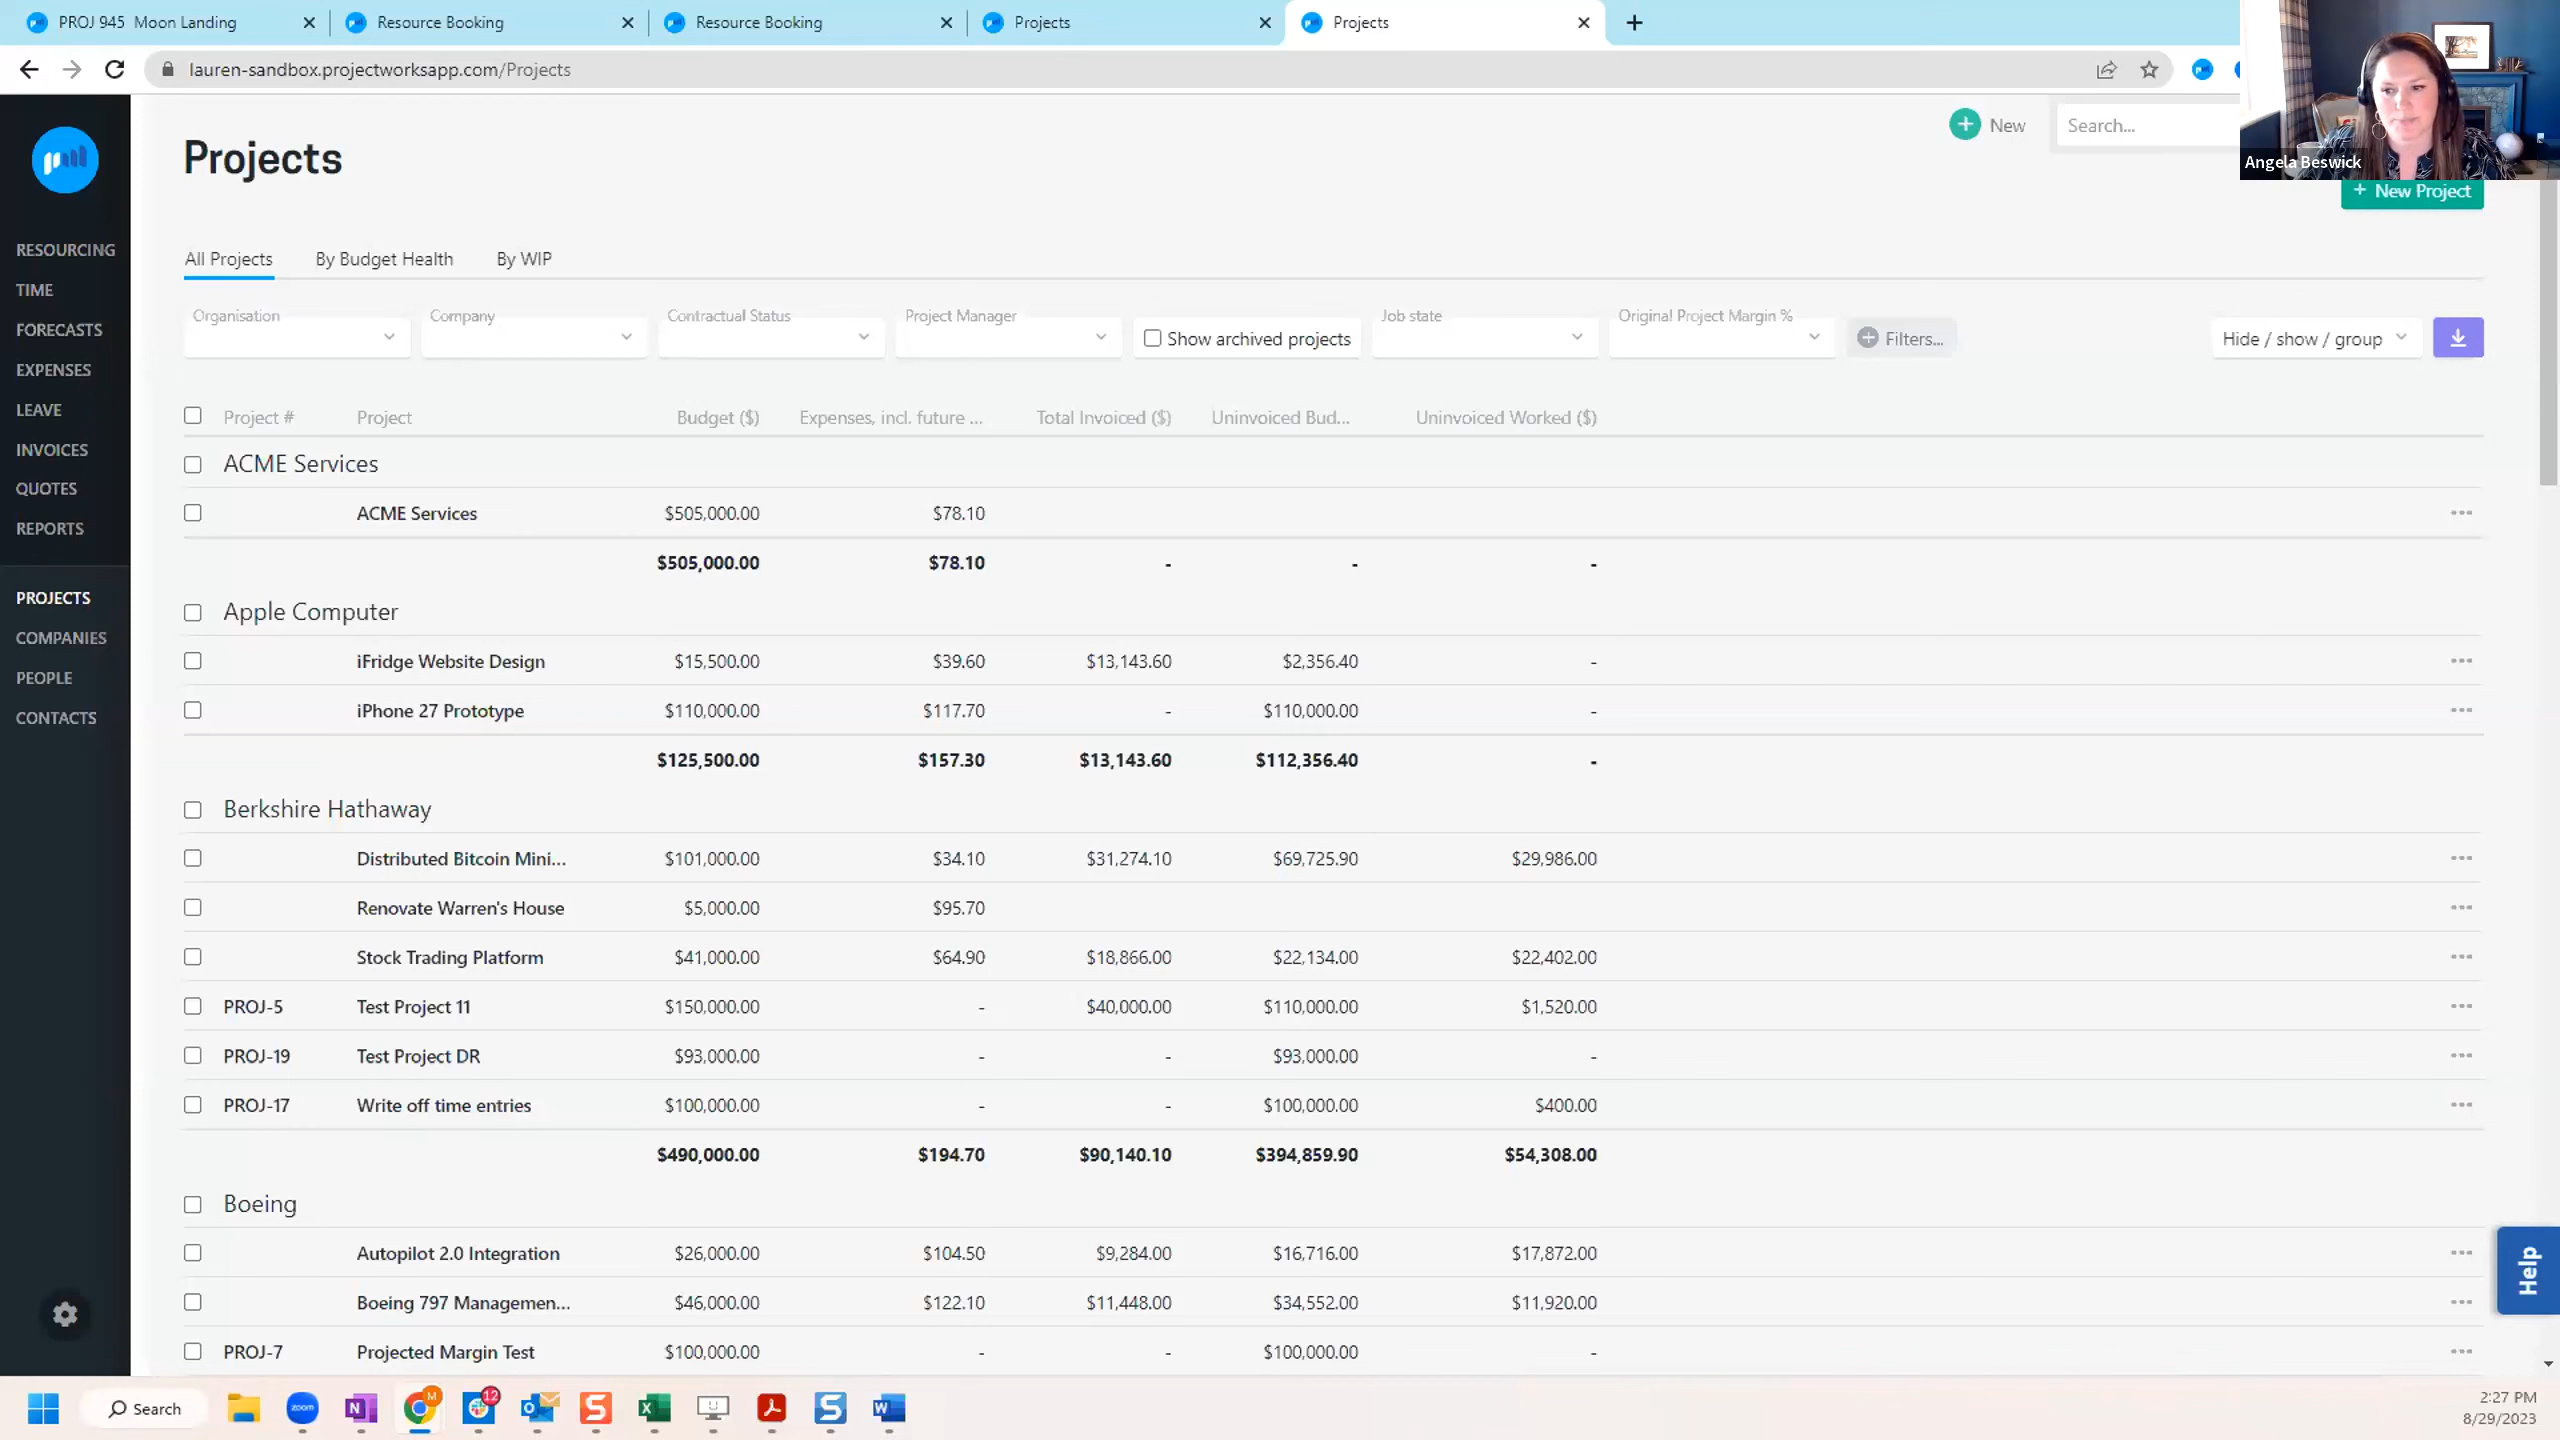 PROJ 945 Moon Landing
Resource Booking
Resource Booking
Projects
Projects
lauren-sandbox.projectworksapp.com/Projects
Angela Beswick
Projects
New
Search...
+ New Project
RESOURCING
TIME
FORECASTS
EXPENSES
LEAVE
INVOICES
QUOTES
REPORTS
PROJECTS
COMPANIES
PEOPLE
CONTACTS
All Projects By Budget Health By WIP
Organisation Company Contractual Status Project Manager Show archived projects Job state Original Project Margin % Filters... Hide / show / group
Project # Project Budget ($) Expenses, incl. future ... Total Invoiced ($) Uninvoiced Bud... Uninvoiced Worked ($)
ACME Services
ACME Services $505,000.00 $78.10
$505,000.00 $78.10 - - -
Apple Computer
iFridge Website Design $15,500.00 $39.60 $13,143.60 $2,356.40 -
iPhone 27 Prototype $110,000.00 $117.70 - $110,000.00 -
$125,500.00 $157.30 $13,143.60 $112,356.40 -
Berkshire Hathaway
Distributed Bitcoin Mini... $101,000.00 $34.10 $31,274.10 $69,725.90 $29,986.00
Renovate Warren's House $5,000.00 $95.70
Stock Trading Platform $41,000.00 $64.90 $18,866.00 $22,134.00 $22,402.00
PROJ-5 Test Project 11 $150,000.00 - $40,000.00 $110,000.00 $1,520.00
PROJ-19 Test Project DR $93,000.00 - - $93,000.00 -
PROJ-17 Write off time entries $100,000.00 - - $100,000.00 $400.00
$490,000.00 $194.70 $90,140.10 $394,859.90 $54,308.00
Boeing
Autopilot 2.0 Integration $26,000.00 $104.50 $9,284.00 $16,716.00 $17,872.00
Boeing 797 Managemen... $46,000.00 $122.10 $11,448.00 $34,552.00 $11,920.00
PROJ-7 Projected Margin Test $100,000.00 - - $100,000.00 -
Help
Search
zoom
N
M
12
S
X
S
W
2:27 PM
8/29/2023